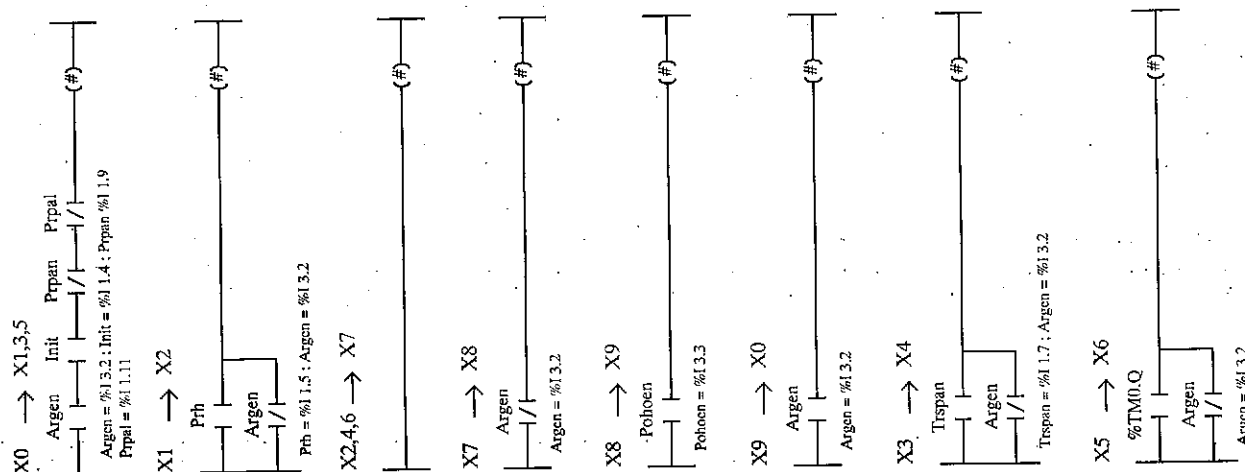 X0 → X1,3,5
Argen Init Prpan Prpal
(#)
Argen = %I 3.2 ; Init = %I 1.4 ; Prpan %I 1.9
Prpal = %I 1.11
X1 → X2
Prh
(#)
Argen
Prh = %I 1.5 ; Argen = %I 3.2
X2,4,6 → X7
(#)
X7 → X8
Argen
(#)
Argen = %I 3.2
X8 → X9
Pohoen
(#)
Pohoen = %I 3.3
X9 → X0
Argen
(#)
Argen = %I 3.2
X3 → X4
Trspan
(#)
Argen
Trspan = %I 1.7 ; Argen = %I 3.2
X5 → X6
%TM0.Q
(#)
Argen
Argen = %I 3.2